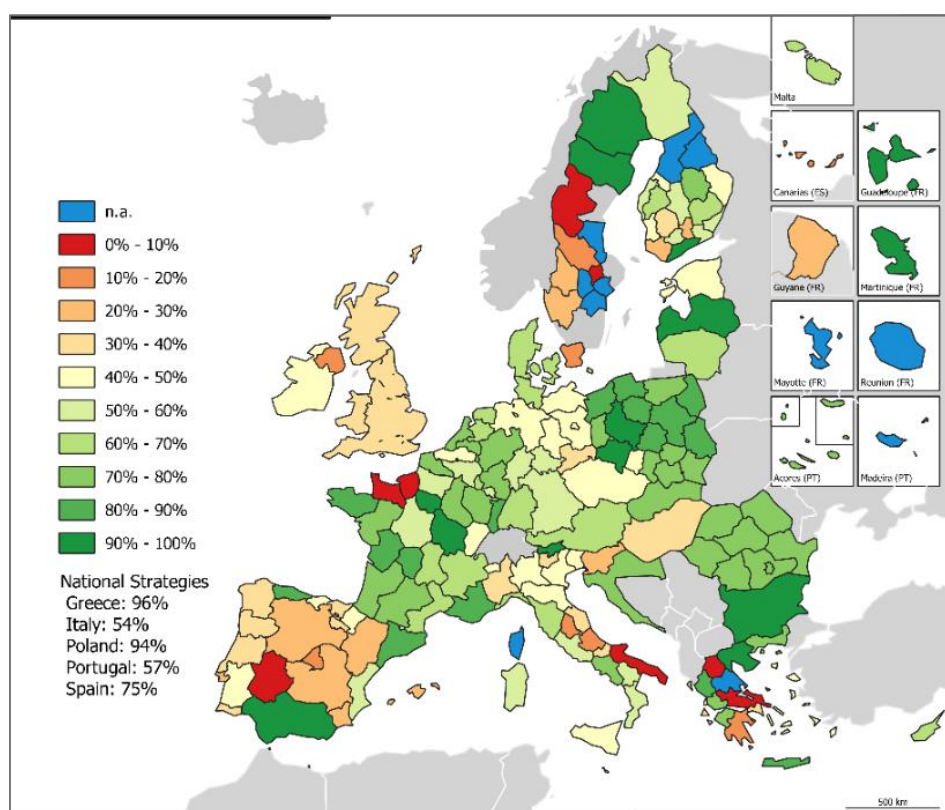 n.a.
0% - 10%
10% - 20%
20% - 30%
30% - 40%
40% - 50%
50% - 60%
60% - 70%
70% - 80%
80% - 90%
90% - 100%
National Strategies
Greece: 96%
Italy: 54%
Poland: 94%
Portugal: 57%
Spain: 75%
Malta
Canarias (ES)
Guadeloupe (FR)
Guyane (FR)
Martinique (FR)
Mayotte (FR)
Reunion (FR)
Acores (PT)
Madeira (PT)
500 km